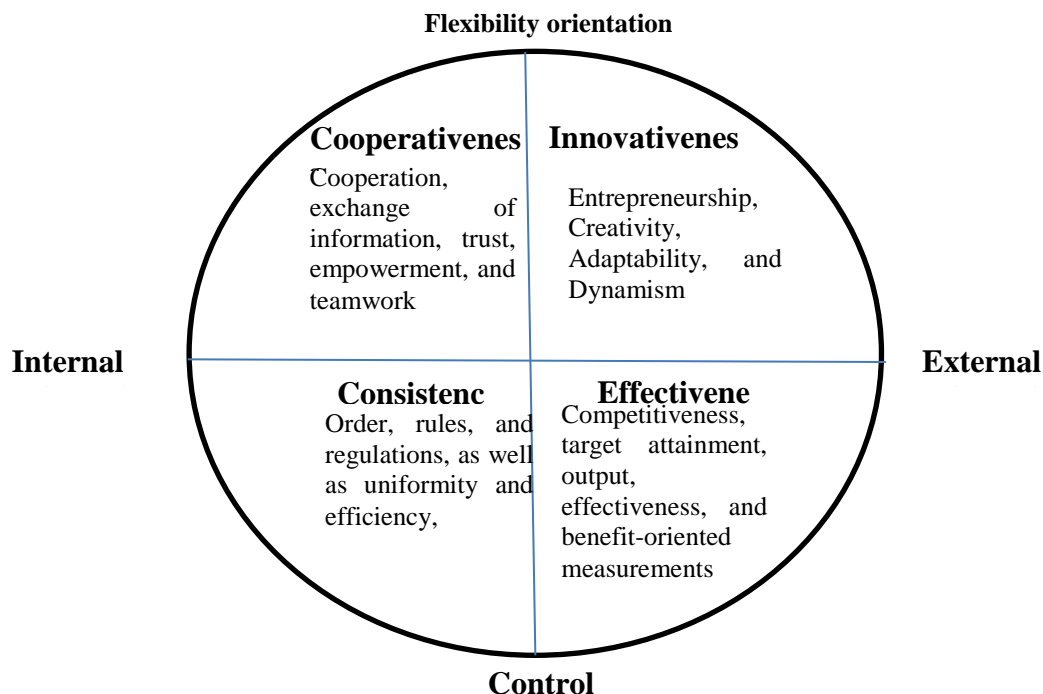 Flexibility orientation
Cooperativenes
Cooperation,
exchange of
information, trust,
empowerment, and
teamwork
Innovativenes
Entrepreneurship,
Creativity,
Adaptability, and
Dynamism
Internal
External
Consistenc
Order, rules, and
regulations, as well
as uniformity and
efficiency,
Effectivene
Competitiveness,
target attainment,
output,
effectiveness, and
benefit-oriented
measurements
Control